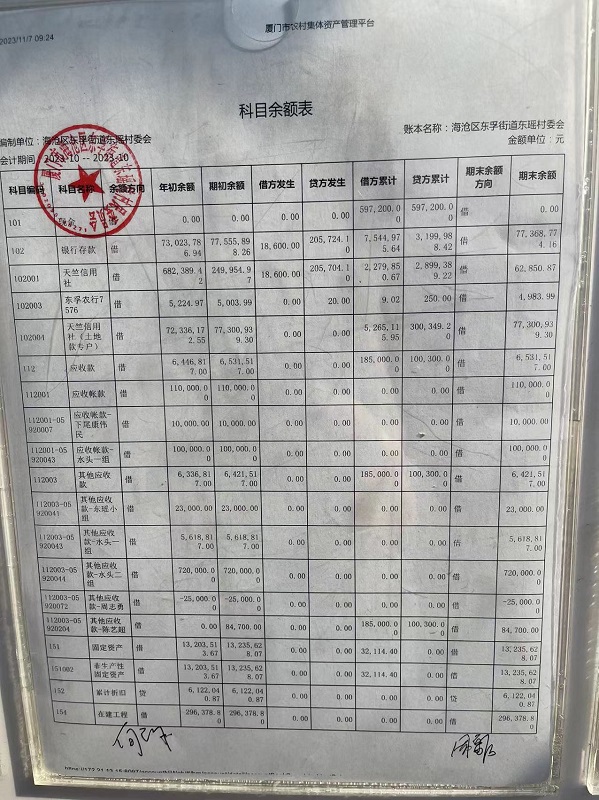 2023/11/7 09:24
厦门市农村集体资产管理平台
科目余额表
编制单位：海沧区东孚街道东瑶村委会
账本名称：海沧区东孚街道东瑶村委会
会计期间：2023-10 -- 2023-10
金额单位：元
科目编码 科目名称 余额方向 年初余额 期初余额 借方发生 贷方发生 借方累计 贷方累计 期末余额方向 期末余额
101 0.00 0.00 0.00 0.00 597,200.00 597,200.00 借 0.00
102 银行存款 借 73,023,786.94 77,555,898.26 18,600.00 205,724.10 7,544,975.64 3,199,988.42 借 77,368,774.16
102001 天竺信用社 借 682,389.42 249,954.97 18,600.00 205,704.10 2,279,850.67 2,899,389.22 借 62,850.87
102003 东孚农行7576 借 5,224.97 5,003.99 0.00 20.00 9.02 250.00 借 4,983.99
102004 天竺信用社（土地款专户） 借 72,336,172.55 77,300,939.30 0.00 0.00 5,265,115.95 300,349.20 借 77,300,939.30
112 应收款 借 6,446,817.00 6,531,517.00 0.00 0.00 185,000.00 100,300.00 借 6,531,517.00
112001 应收帐款 借 110,000.00 110,000.00 0.00 0.00 0.00 0.00 借 110,000.00
112001-05920007 应收帐款-下尾康伟民 借 10,000.00 10,000.00 0.00 0.00 0.00 0.00 借 10,000.00
112001-05920043 应收帐款-水头一组 借 100,000.00 100,000.00 0.00 0.00 0.00 0.00 借 100,000.00
112003 其他应收款 借 6,336,817.00 6,421,517.00 0.00 0.00 185,000.00 100,300.00 借 6,421,517.00
112003-05920041 其他应收款-东瑶小组 借 23,000.00 23,000.00 0.00 0.00 0.00 0.00 借 23,000.00
112003-05920043 其他应收款-水头一组 借 5,618,817.00 5,618,817.00 0.00 0.00 0.00 0.00 借 5,618,817.00
112003-05920044 其他应收款-水头二组 借 720,000.00 720,000.00 0.00 0.00 0.00 0.00 借 720,000.00
112003-05920072 其他应收款-周志勇 借 -25,000.00 -25,000.00 0.00 0.00 0.00 0.00 借 -25,000.00
112003-05920204 其他应收款-陈艺超 借 0.00 84,700.00 0.00 0.00 185,000.00 100,300.00 借 84,700.00
151 固定资产 借 13,203,513.67 13,235,628.07 0.00 0.00 32,114.40 0.00 借 13,235,628.07
151002 非生产性固定资产 借 13,203,513.67 13,235,628.07 0.00 0.00 32,114.40 0.00 借 13,235,628.07
152 累计折旧 贷 6,122,040.87 6,122,040.87 0.00 0.00 0.00 0.00 贷 6,122,040.87
154 在建工程 借 296,378.80 296,378.80 0.00 0.00 0.00 0.00 借 296,378.80